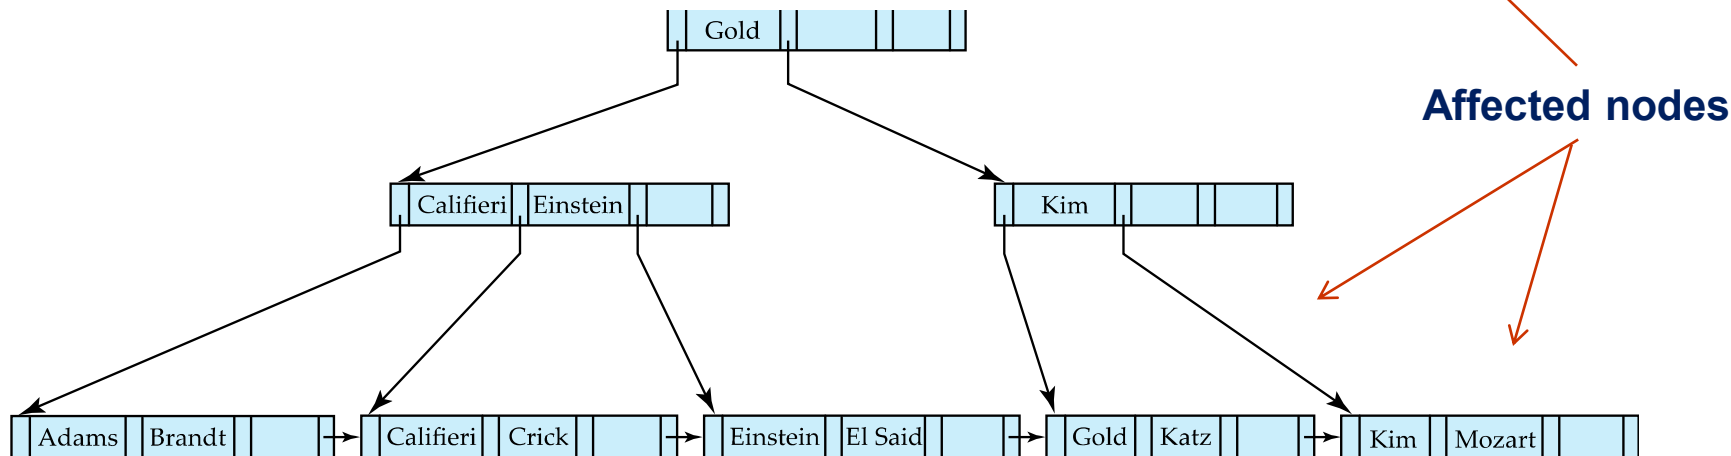 Gold
Affected nodes
Califieri Einstein
Kim
Adams Brandt
Califieri Crick
Einstein El Said
Gold Katz
Kim Mozart